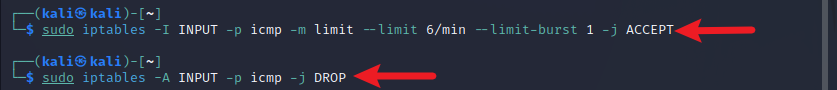 ┌──(kali㉿kali)-[~]
└─$ sudo iptables -I INPUT -p icmp -m limit --limit 6/min --limit-burst 1 -j ACCEPT
┌──(kali㉿kali)-[~]
└─$ sudo iptables -A INPUT -p icmp -j DROP